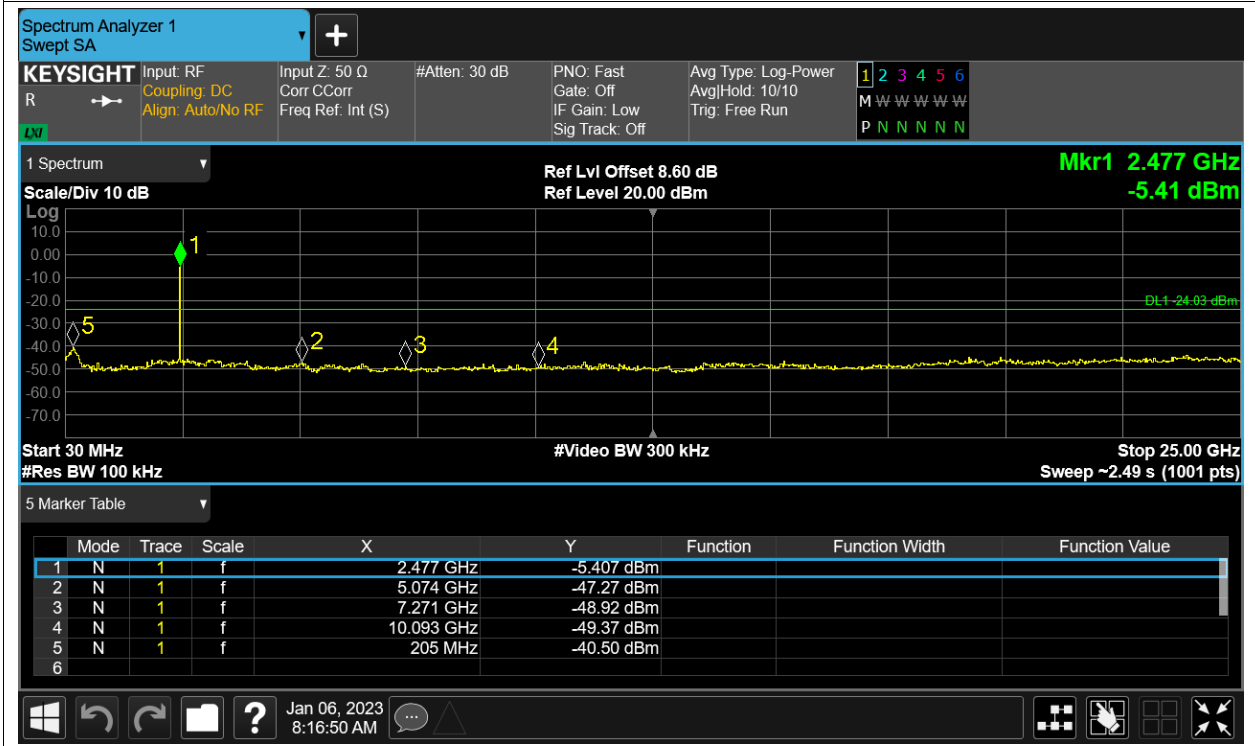 Spectrum Analyzer 1
Swept SA
KEYSIGHT
R
LXI
Input: RF
Coupling: DC
Align: Auto/No RF
Input Z: 50 Ω
Corr CCorr
Freq Ref: Int (S)
#Atten: 30 dB
PNO: Fast
Gate: Off
IF Gain: Low
Sig Track: Off
Avg Type: Log-Power
Avg|Hold: 10/10
Trig: Free Run
1 2 3 4 5 6
M W W W W W
P N N N N N
1 Spectrum
Scale/Div 10 dB
Ref Lvl Offset 8.60 dB
Ref Level 20.00 dBm
Mkr1 2.477 GHz
-5.41 dBm
Log
10.0
0.00
-10.0
-20.0
-30.0
-40.0
-50.0
-60.0
-70.0
1
DL1 -24.03 dBm
5
2
3
4
Start 30 MHz
#Video BW 300 kHz
Stop 25.00 GHz
#Res BW 100 kHz
Sweep ~2.49 s (1001 pts)
5 Marker Table
Mode Trace Scale X Y Function Function Width Function Value
1 N 1 f 2.477 GHz -5.407 dBm
2 N 1 f 5.074 GHz -47.27 dBm
3 N 1 f 7.271 GHz -48.92 dBm
4 N 1 f 10.093 GHz -49.37 dBm
5 N 1 f 205 MHz -40.50 dBm
6
?
Jan 06, 2023
8:16:50 AM